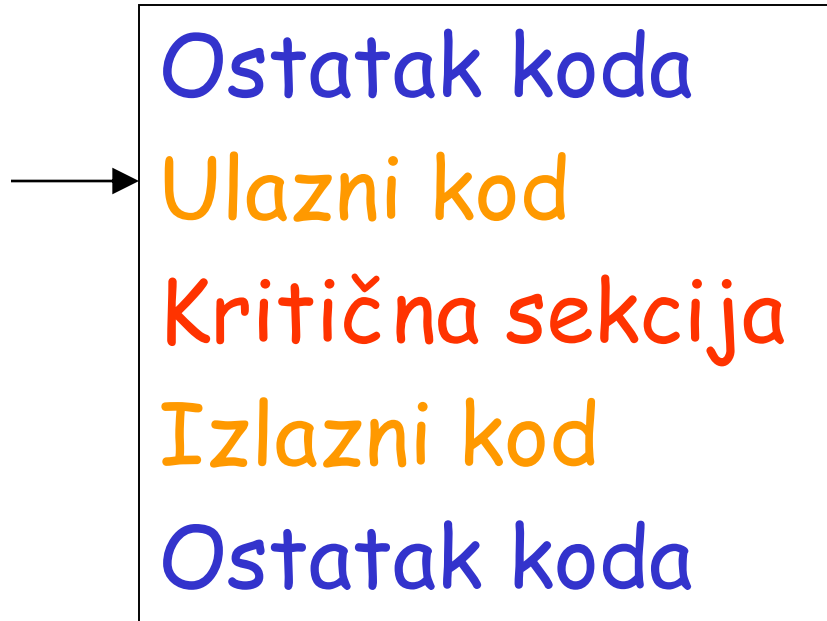 Ostatak koda
Ulazni kod
Kritična sekcija
Izlazni kod
Ostatak koda